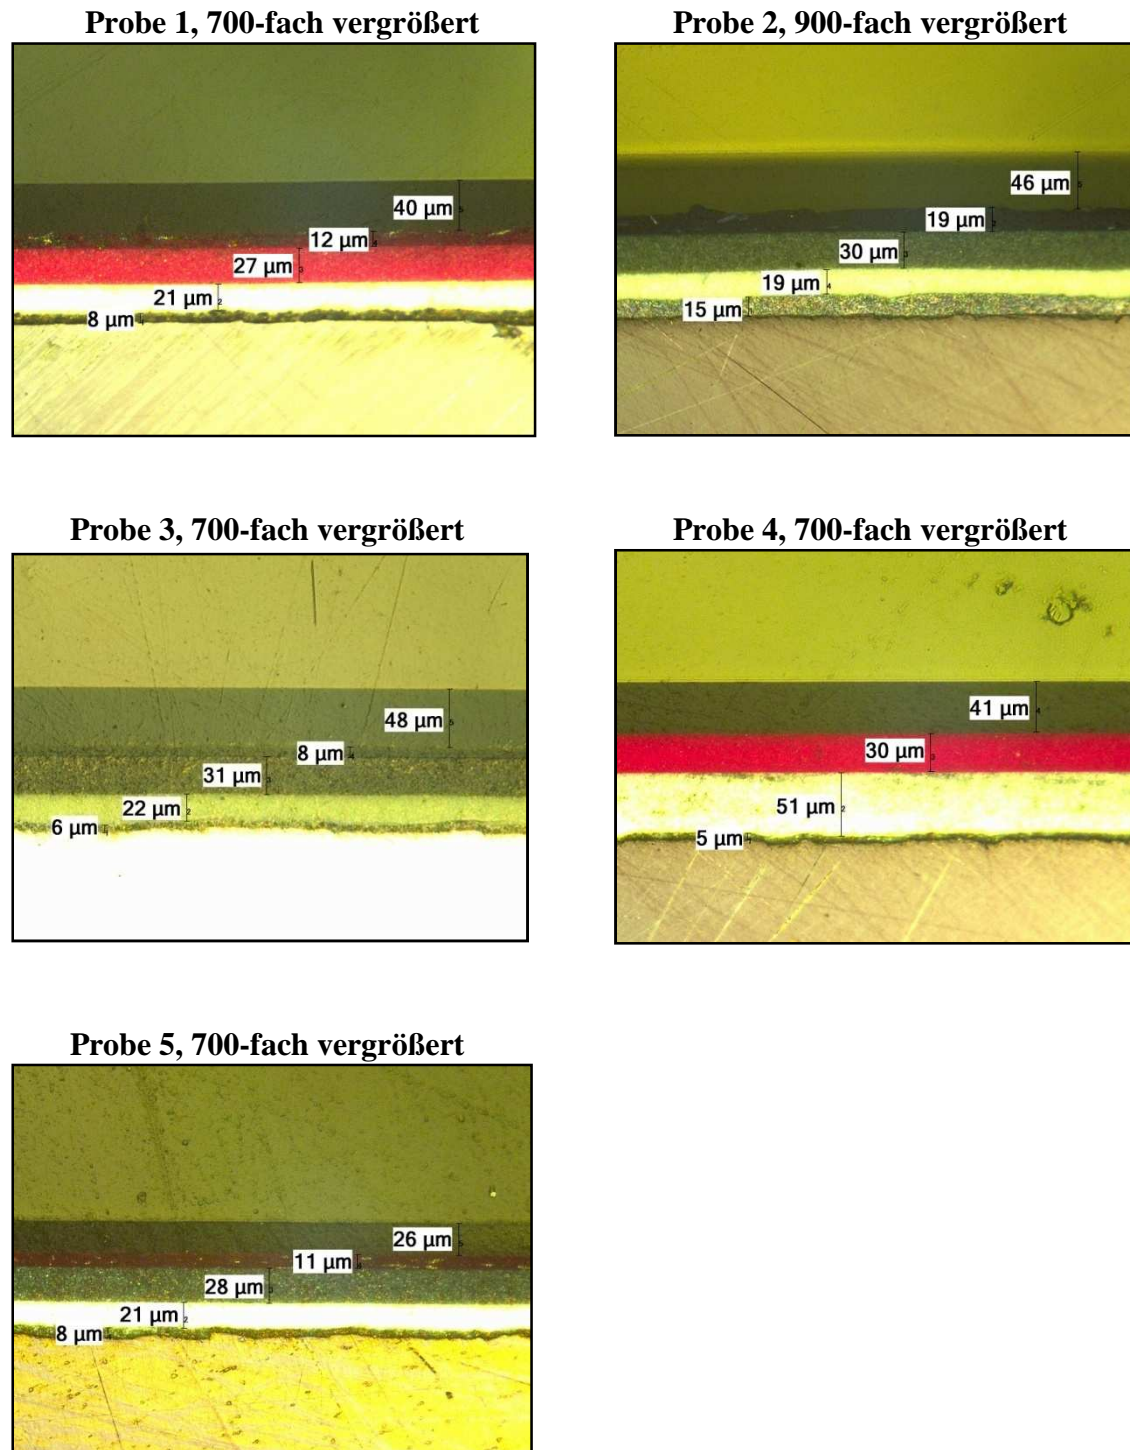 Probe 1, 700-fach vergrößert
40 µm
12 µm
27 µm
21 µm
8 µm
Probe 2, 900-fach vergrößert
46 µm
19 µm
30 µm
19 µm
15 µm
Probe 3, 700-fach vergrößert
48 µm
8 µm
31 µm
22 µm
6 µm
Probe 4, 700-fach vergrößert
41 µm
30 µm
51 µm
5 µm
Probe 5, 700-fach vergrößert
26 µm
11 µm
28 µm
21 µm
8 µm